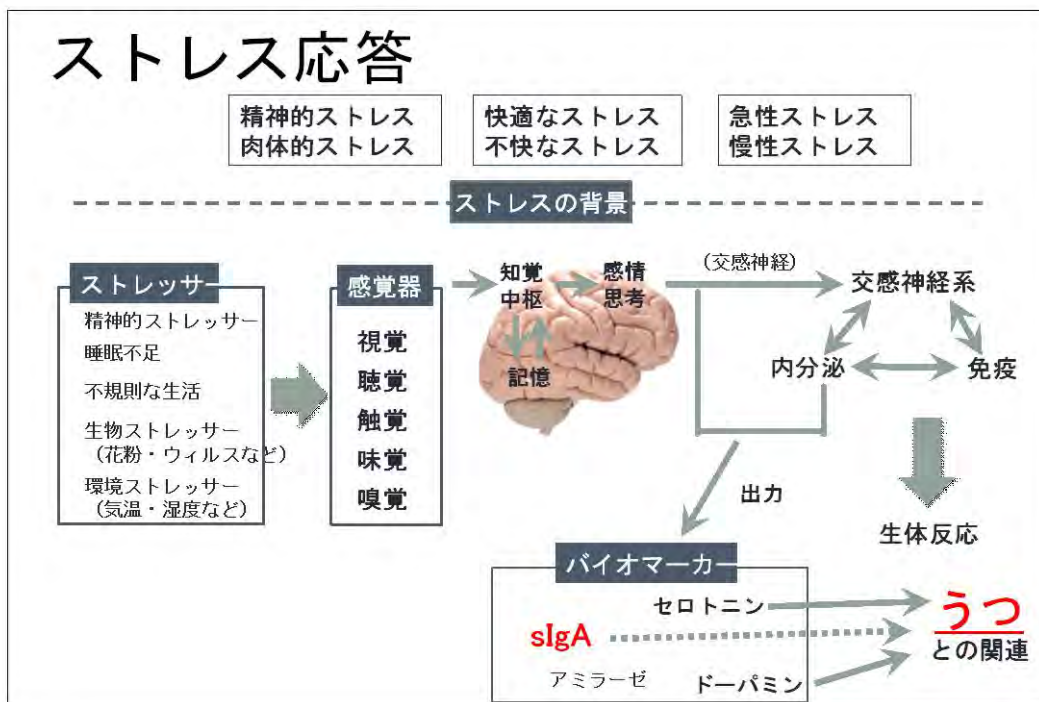 ストレス応答
精神的ストレス
肉体的ストレス
快適なストレス
不快なストレス
急性ストレス
慢性ストレス
ストレスの背景
ストレッサー
精神的ストレッサー
睡眠不足
不規則な生活
生物ストレッサー
(花粉・ウィルスなど)
環境ストレッサー
(気温・湿度など)
感覚器
視覚
聴覚
触覚
味覚
嗅覚
知覚
中枢
感情
思考
記憶
(交感神経)
交感神経系
内分泌
免疫
出力
生体反応
バイオマーカー
セロトニン
sIgA
アミラーゼ
ドーパミン
うつ
との関連